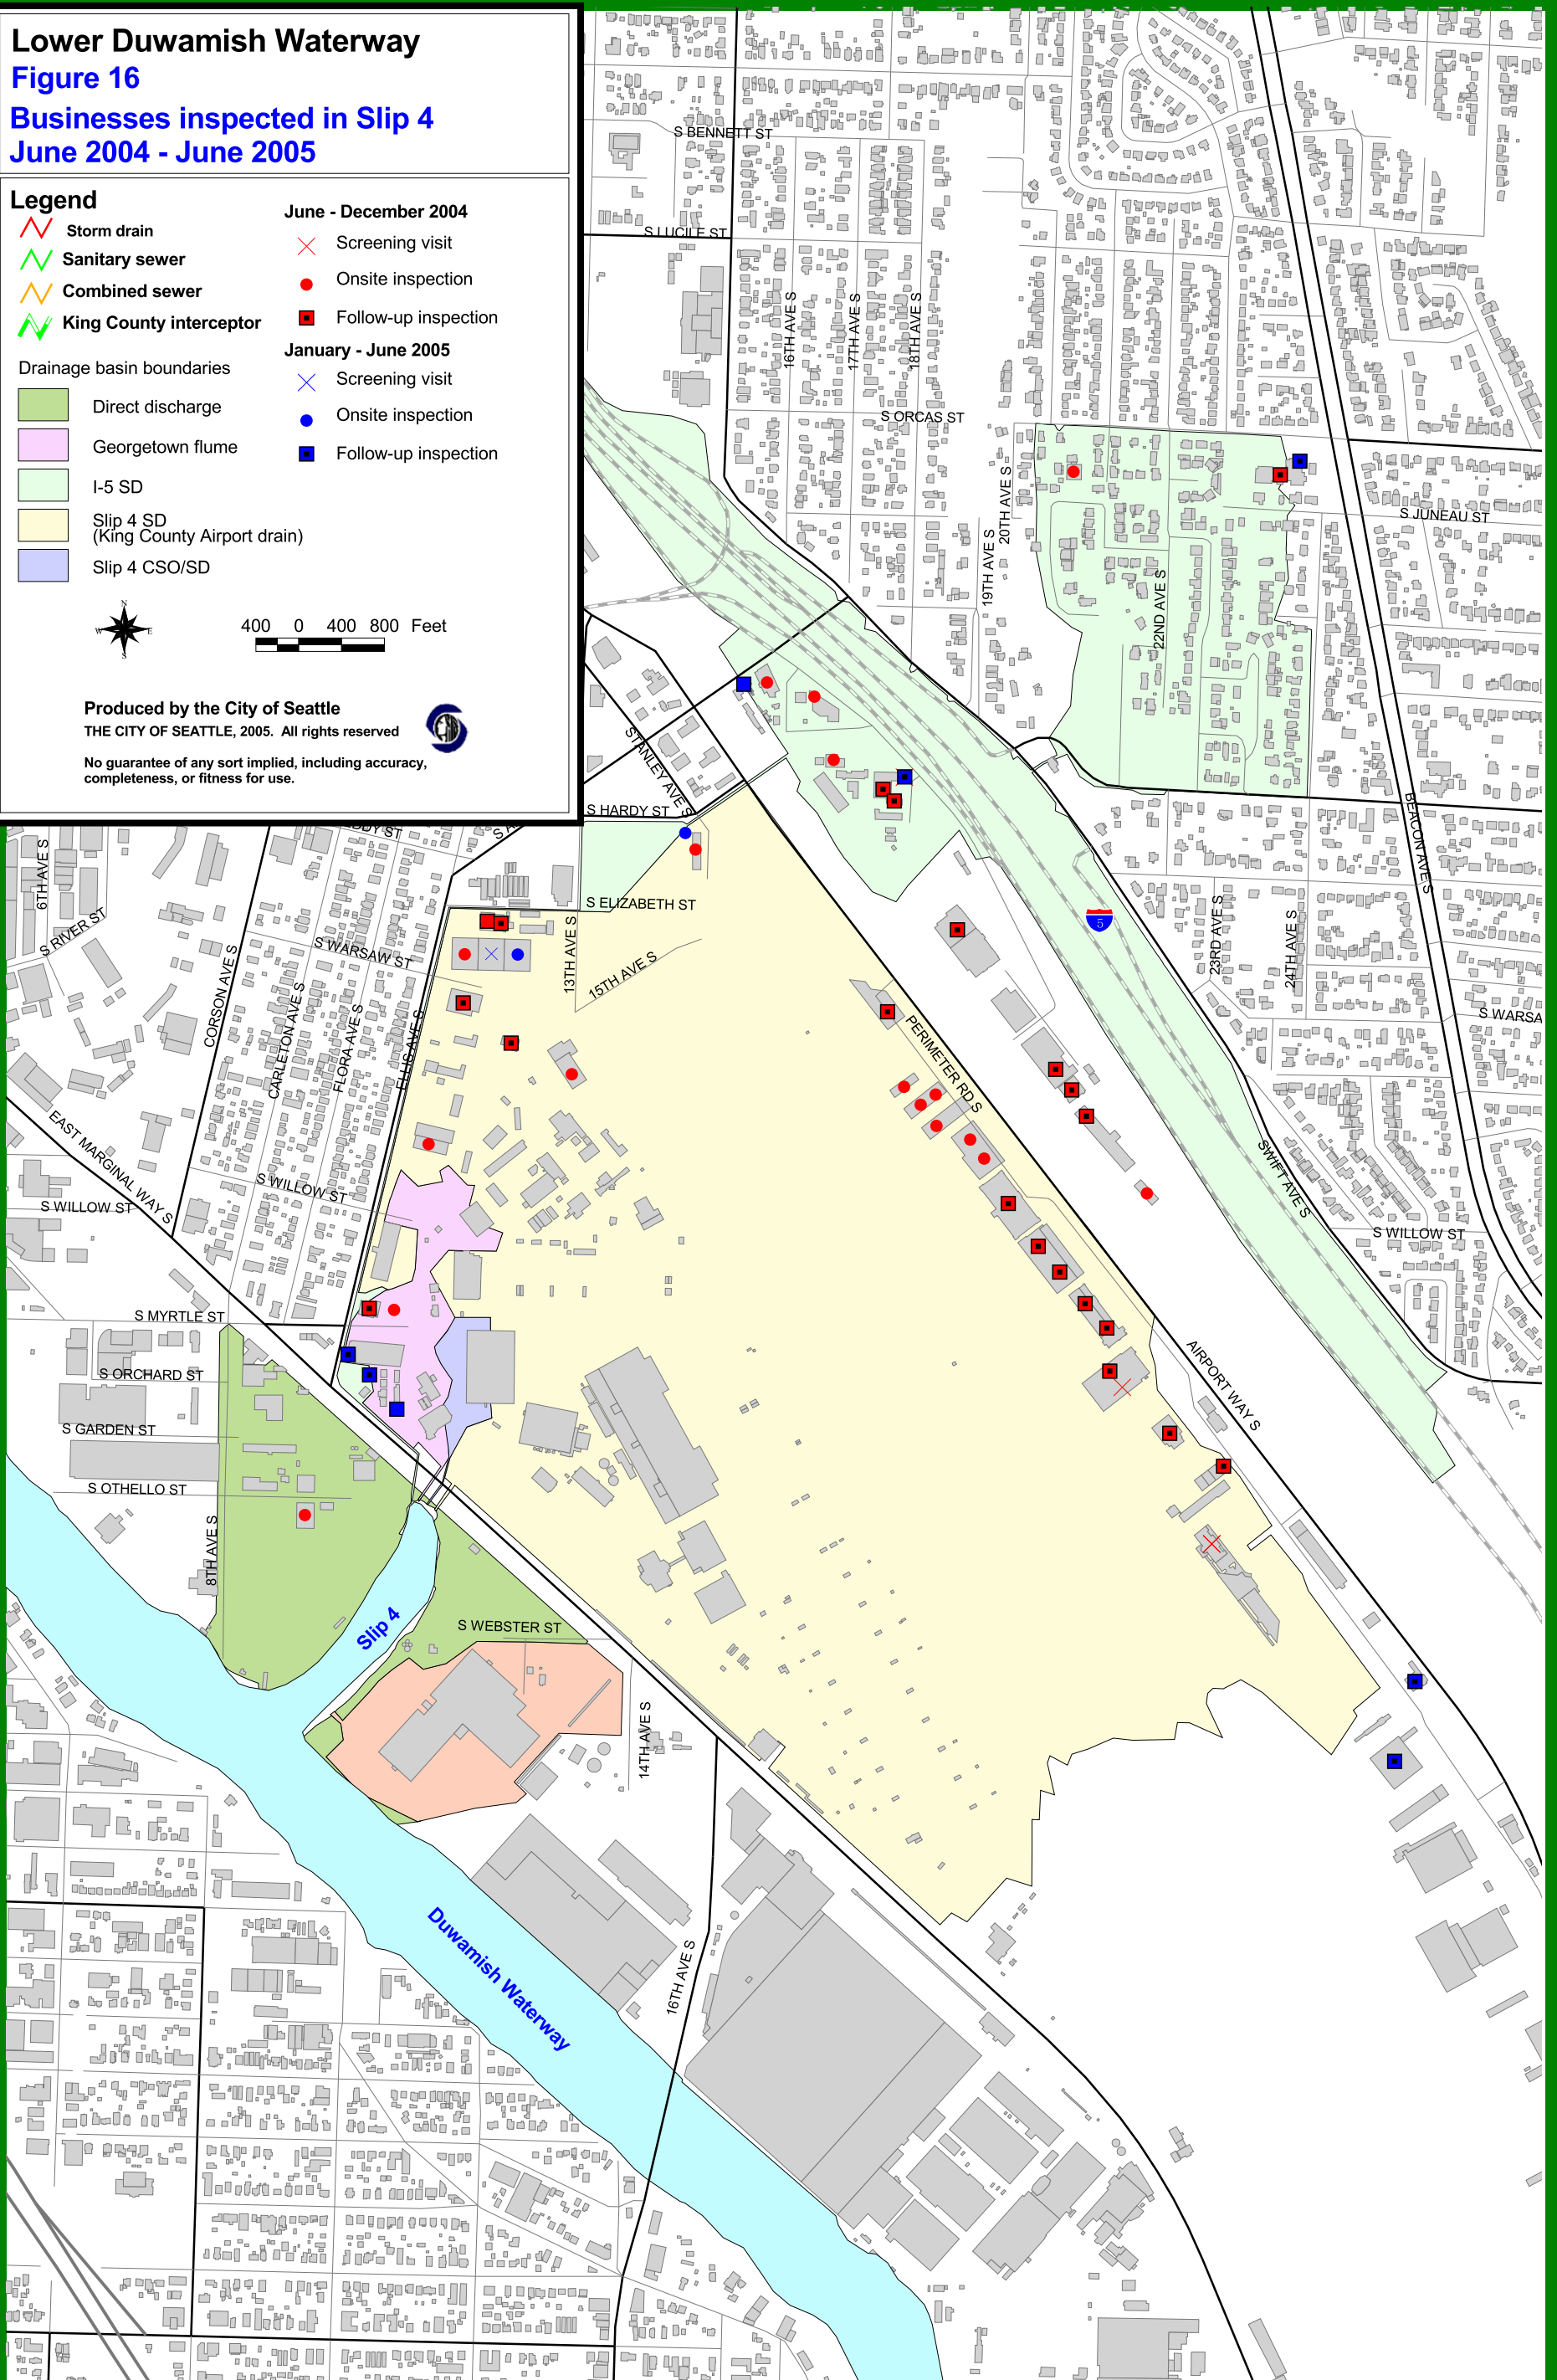 Lower Duwamish Waterway
Figure 16
Businesses inspected in Slip 4
June 2004 - June 2005
Legend
Storm drain
Sanitary sewer
Combined sewer
King County interceptor
Drainage basin boundaries
Direct discharge
Georgetown flume
I-5 SD
Slip 4 SD
(King County Airport drain)
Slip 4 CSO/SD
June - December 2004
Screening visit
Onsite inspection
Follow-up inspection
January - June 2005
Screening visit
Onsite inspection
Follow-up inspection
N
W E
S
400 0 400 800 Feet
Produced by the City of Seattle
THE CITY OF SEATTLE, 2005. All rights reserved
No guarantee of any sort implied, including accuracy,
completeness, or fitness for use.
S BENNETT ST
S LUCILE ST
16TH AVE S
17TH AVE S
18TH AVE S
S ORCAS ST
19TH AVE S
20TH AVE S
22ND AVE S
S JUNEAU ST
STANLEY AVE S
S HARDY ST
BEACON AVE S
6TH AVE S
S RIVER ST
S WARSAW ST
CORSON AVE S
CARLETON AVE S
FLORA AVE S
ELLIS AVE S
S ELIZABETH ST
13TH AVE S
15TH AVE S
5
23RD AVE S
24TH AVE S
S WARSA
PERIMETER RD S
EAST MARGINAL WAY S
S WILLOW ST
S WILLOW ST
SWIFT AVE S
S WILLOW ST
S MYRTLE ST
S ORCHARD ST
AIRPORT WAY S
S GARDEN ST
S OTHELLO ST
8TH AVE S
Slip 4
S WEBSTER ST
14TH AVE S
Duwamish Waterway
16TH AVE S